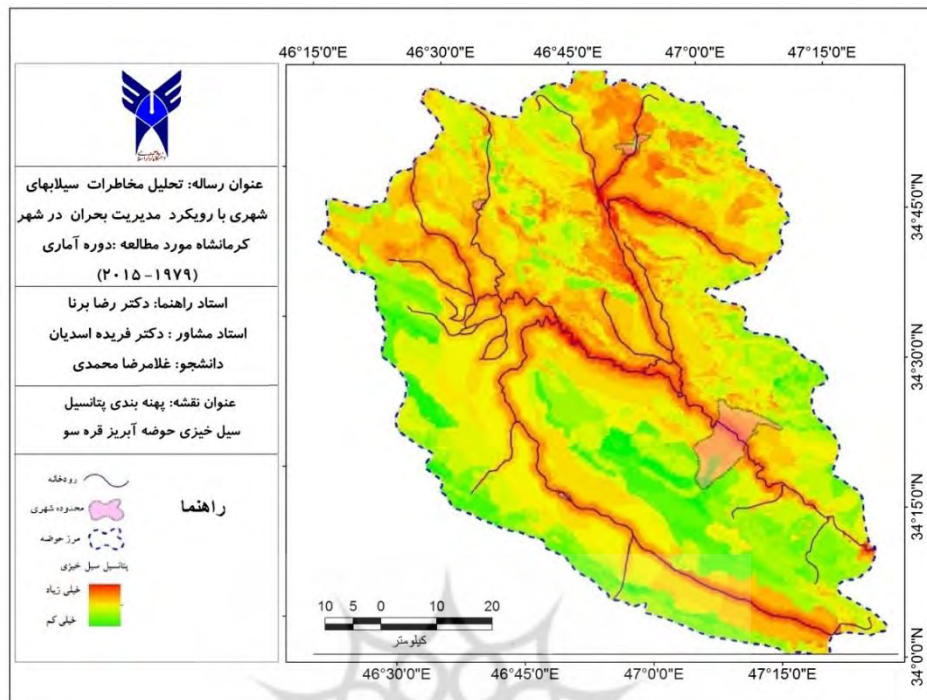 46°15'0"E 46°30'0"E 46°45'0"E 47°0'0"E 47°15'0"E
عنوان رساله: تحلیل مخاطرات سیلابهای
شهری با رویکرد مدیریت بحران در شهر
کرمانشاه مورد مطالعه :دوره آماری
(۱۹۷۹-۲۰۱۵)
استاد راهنما: دکتر رضا برنا
استاد مشاور : دکتر فریده اسدیان
دانشجو: غلامرضا محمدی
عنوان نقشه: پهنه بندی پتانسیل
سیل خیزی حوضه آبریز قره سو
راهنما
رودخانه
محدوده شهری
مرز حوضه
پتانسیل سیل خیزی
خیلی زیاد
خیلی کم
34°45'0"N
34°30'0"N
34°15'0"N
34°0'0"N
10 5 0 10 20
کیلومتر
46°30'0"E 46°45'0"E 47°0'0"E 47°15'0"E